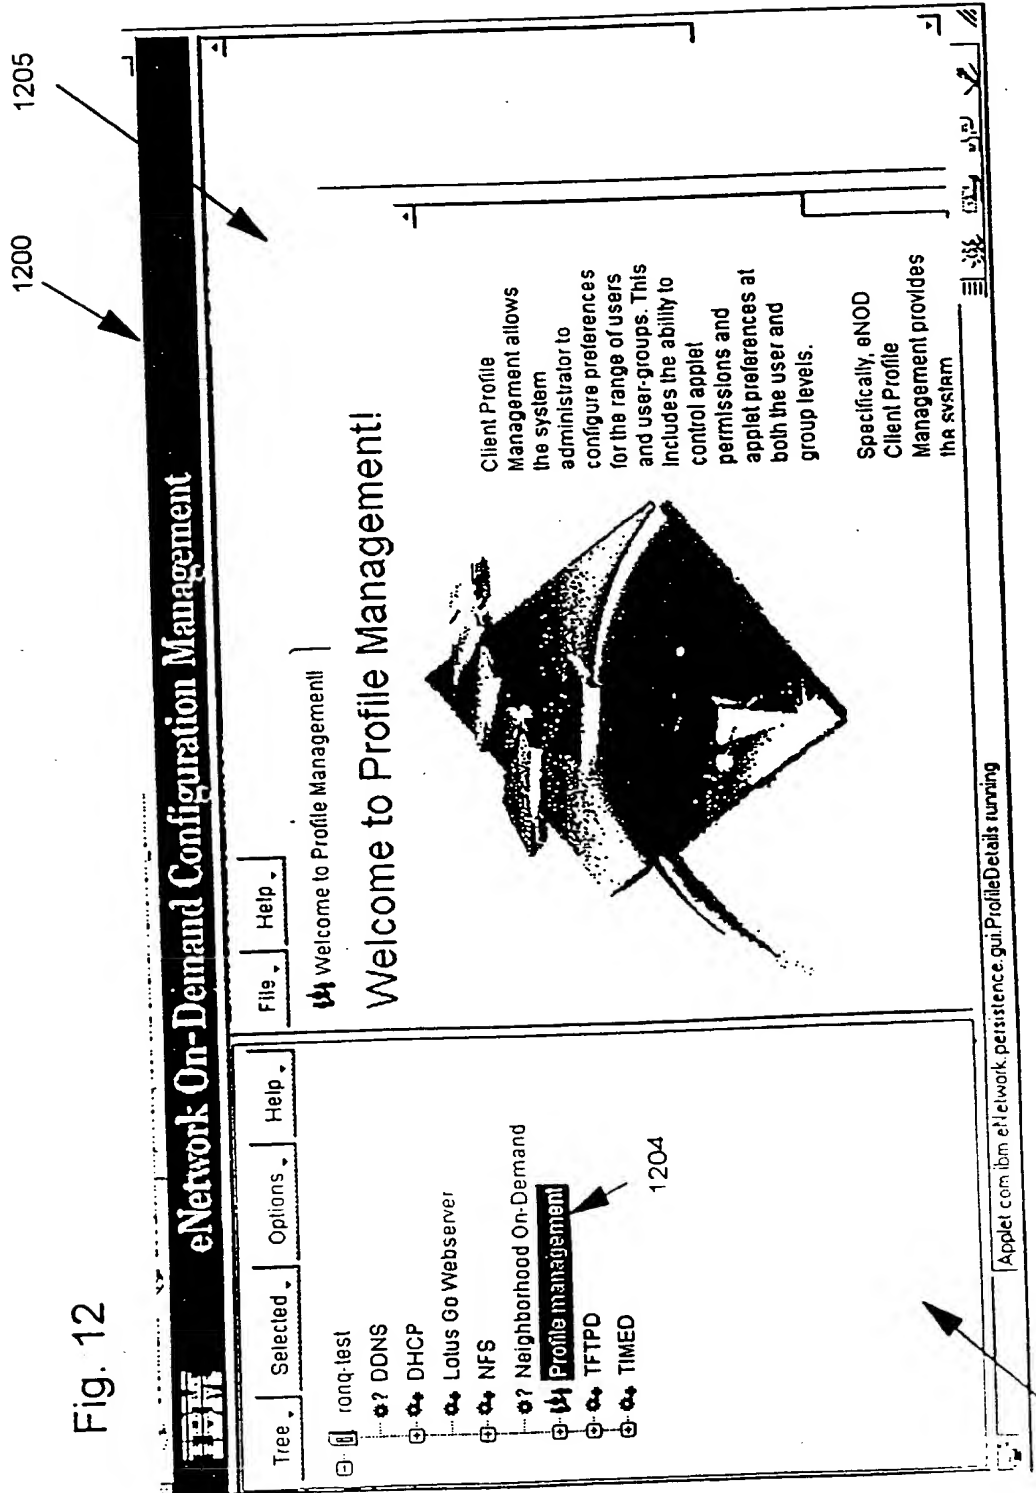 Fig. 12
1200
1205
IBM
eNetwork On-Demand Configuration Management
Tree
Selected
Options
Help
ronq-test
? DDNS
DHCP
Lotus Go Webserver
NFS
? Neighborhood On-Demand
Profile management
TFTPD
TIMED
1204
File
Help
Welcome to Profile Management!
Welcome to Profile Management!
Client Profile
Management allows
the system
administrator to
configure preferences
for the range of users
and user-groups. This
includes the ability to
control applet
permissions and
applet preferences at
both the user and
group levels.
Specifically, eNOD
Client Profile
Management provides
the system
Applet com.ibm.eNetwork.persistence.gui.ProfileDetails running